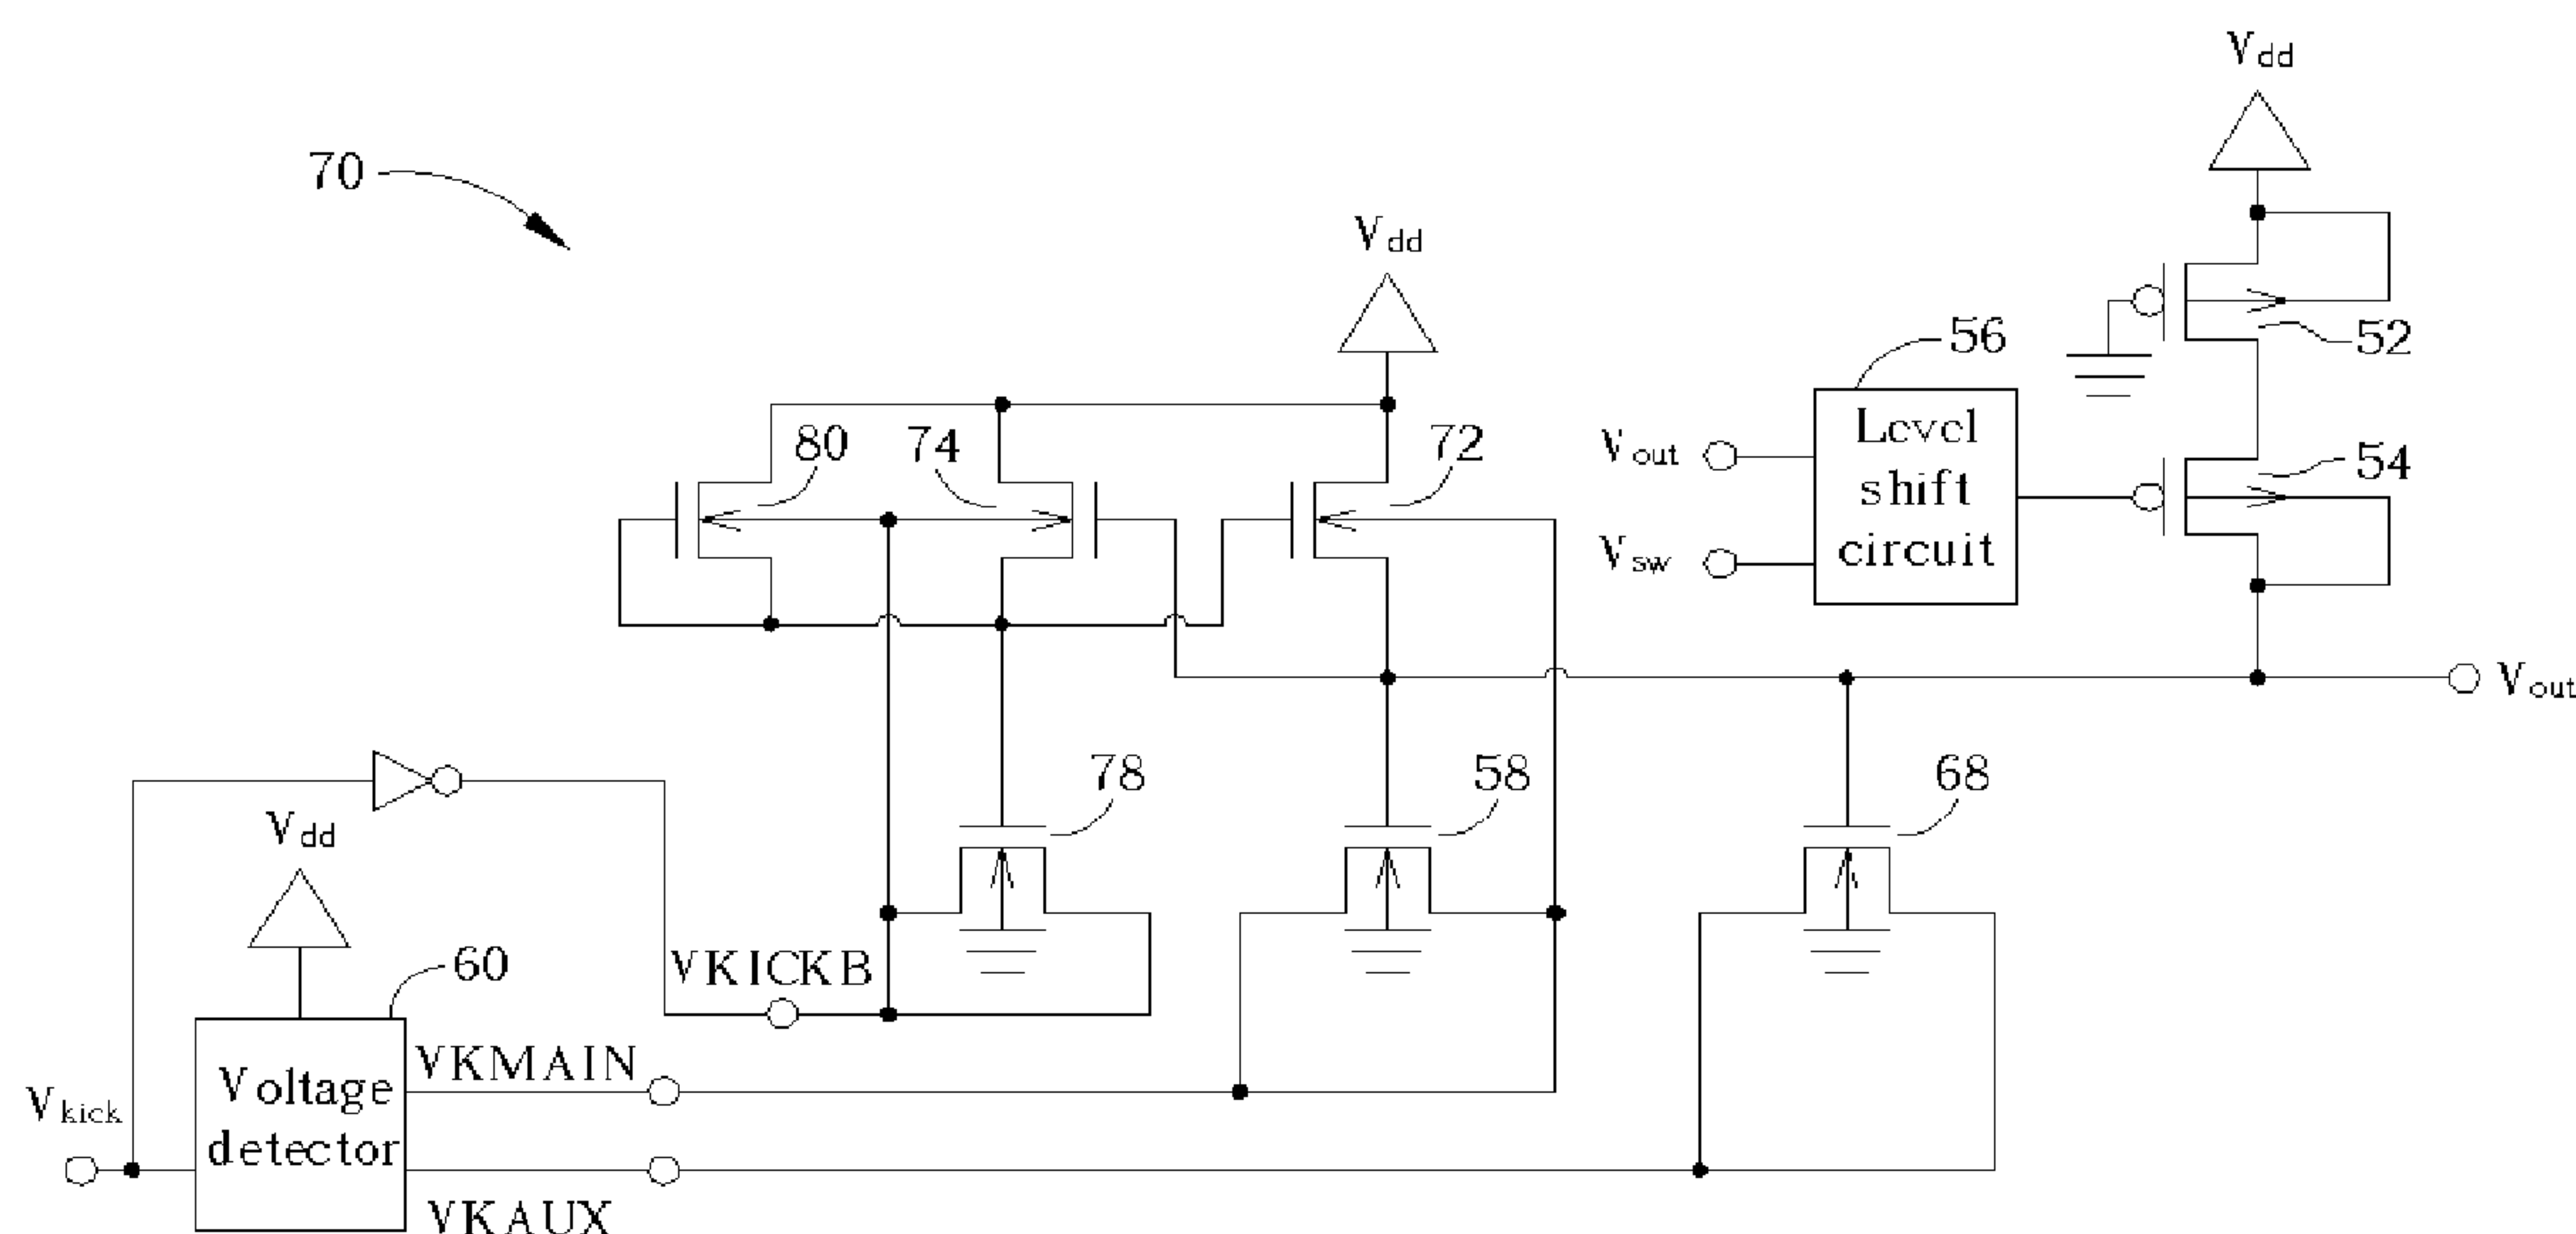 Vdd
70
Vdd
52
56
Level
shift
circuit
80
74
72
Vout
54
Vsw
Vout
78
58
68
Vdd
VKICKB
60
Voltage
detector
VKMAIN
Vkick
VKAUX